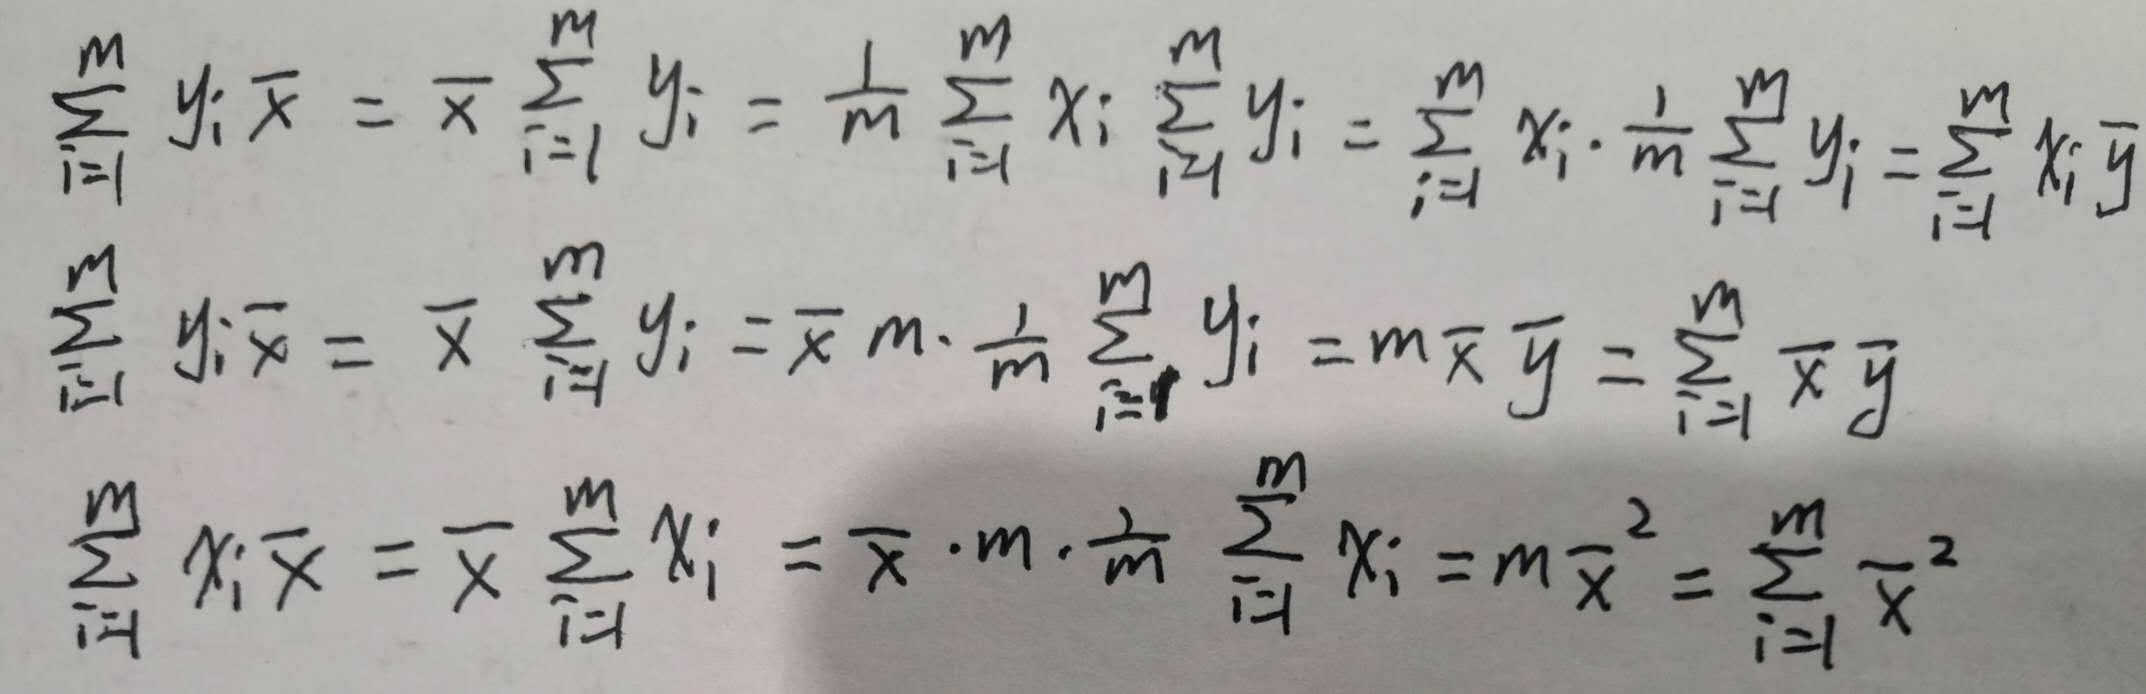 $\sum_{i=1}^{m} y_i \bar{x} = \bar{x} \sum_{i=1}^{m} y_i = \frac{1}{m} \sum_{i=1}^{m} x_i \sum_{i=1}^{m} y_i = \sum_{i=1}^{m} x_i \cdot \frac{1}{m} \sum_{i=1}^{m} y_i = \sum_{i=1}^{m} x_i \bar{y}$
$\sum_{i=1}^{m} y_i \bar{x} = \bar{x} \sum_{i=1}^{m} y_i = \bar{x} m \cdot \frac{1}{m} \sum_{i=1}^{m} y_i = m \bar{x} \bar{y} = \sum_{i=1}^{m} \bar{x} \bar{y}$
$\sum_{i=1}^{m} x_i \bar{x} = \bar{x} \sum_{i=1}^{m} x_i = \bar{x} \cdot m \cdot \frac{1}{m} \sum_{i=1}^{m} x_i = m \bar{x}^2 = \sum_{i=1}^{m} \bar{x}^2$